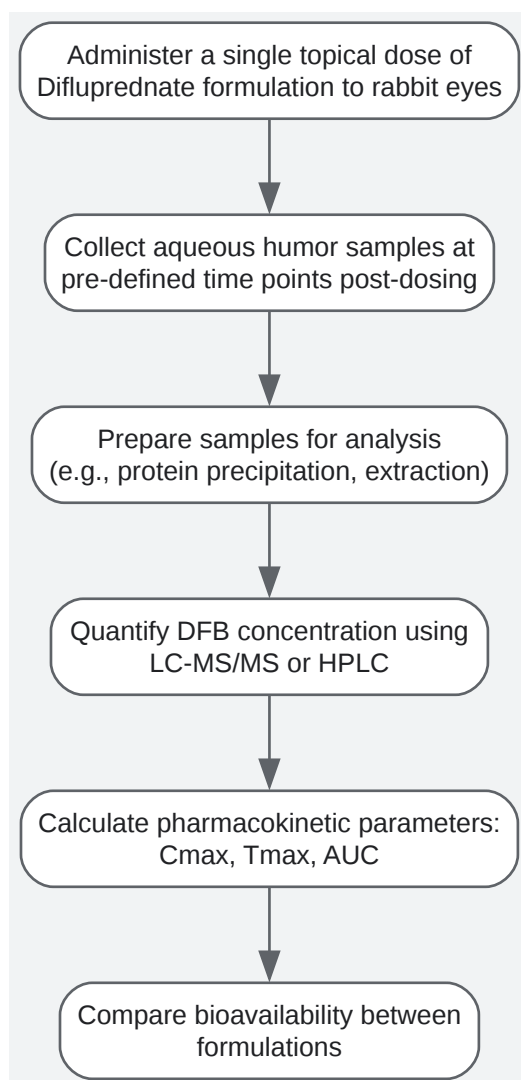 Administer a single topical dose of
Difluprednate formulation to rabbit eyes
Collect aqueous humor samples at
pre-defined time points post-dosing
Prepare samples for analysis
(e.g., protein precipitation, extraction)
Quantify DFB concentration using
LC-MS/MS or HPLC
Calculate pharmacokinetic parameters:
Cmax, Tmax, AUC
Compare bioavailability between
formulations